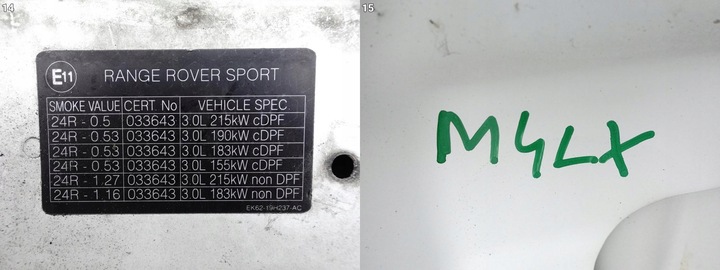 14
E11 RANGE ROVER SPORT
SMOKE VALUE CERT. No VEHICLE SPEC
24R - 0.5 033643 3.0L 215kW cDPF
24R - 0.53 033643 3.0L 190kW cDPF
24R - 0.53 033643 3.0L 183kW cDPF
24R - 0.53 033643 3.0L 155kW cDPF
24R - 1.27 033643 3.0L 215kW non DPF
24R - 1.16 033643 3.0L 183kW non DPF
EK62-19H237-AC
15
M4LX